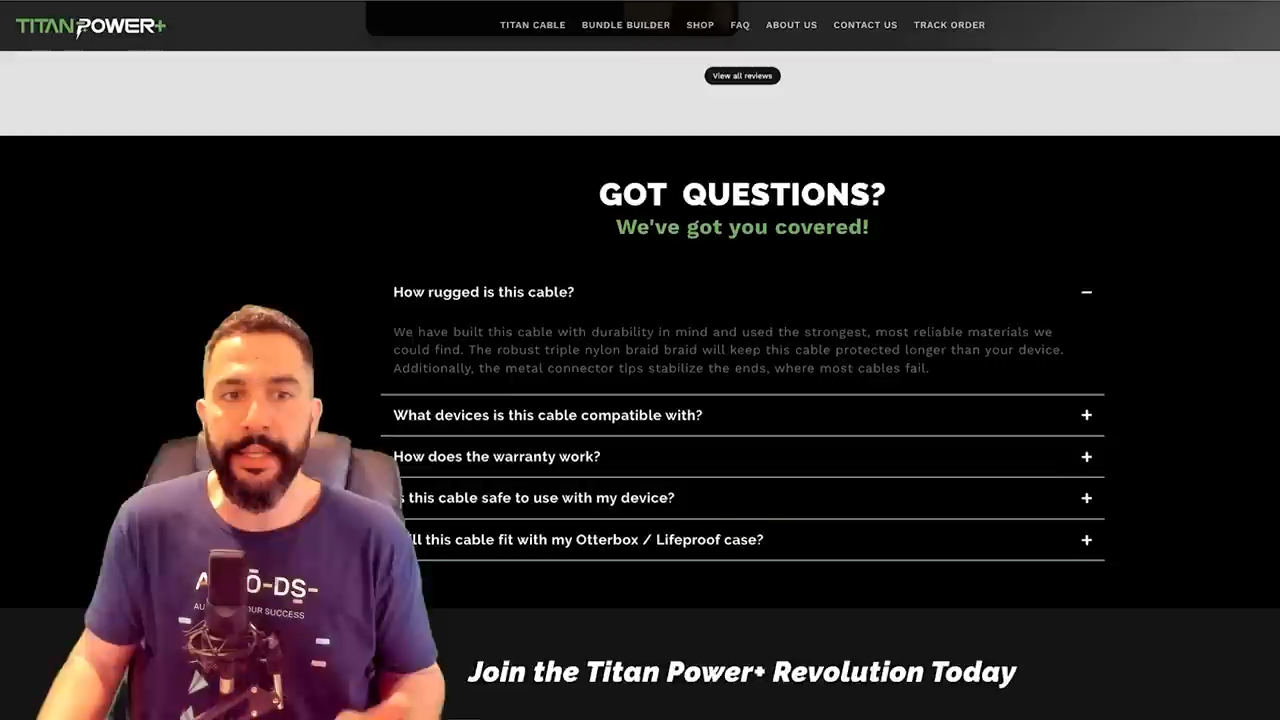 TITAN POWER+
TITAN CABLE BUNDLE BUILDER SHOP FAQ ABOUT US CONTACT US TRACK ORDER
View all reviews
GOT QUESTIONS?
We've got you covered!
How rugged is this cable?
We have built this cable with durability in mind and used the strongest, most reliable materials we
could find. The robust triple nylon braid braid will keep this cable protected longer than your device.
Additionally, the metal connector tips stabilize the ends, where most cables fail.
What devices is this cable compatible with?
How does the warranty work?
this cable safe to use with my device?
this cable fit with my Otterbox / Lifeproof case?
-DS-
SUCCESS
Join the Titan Power+ Revolution Today